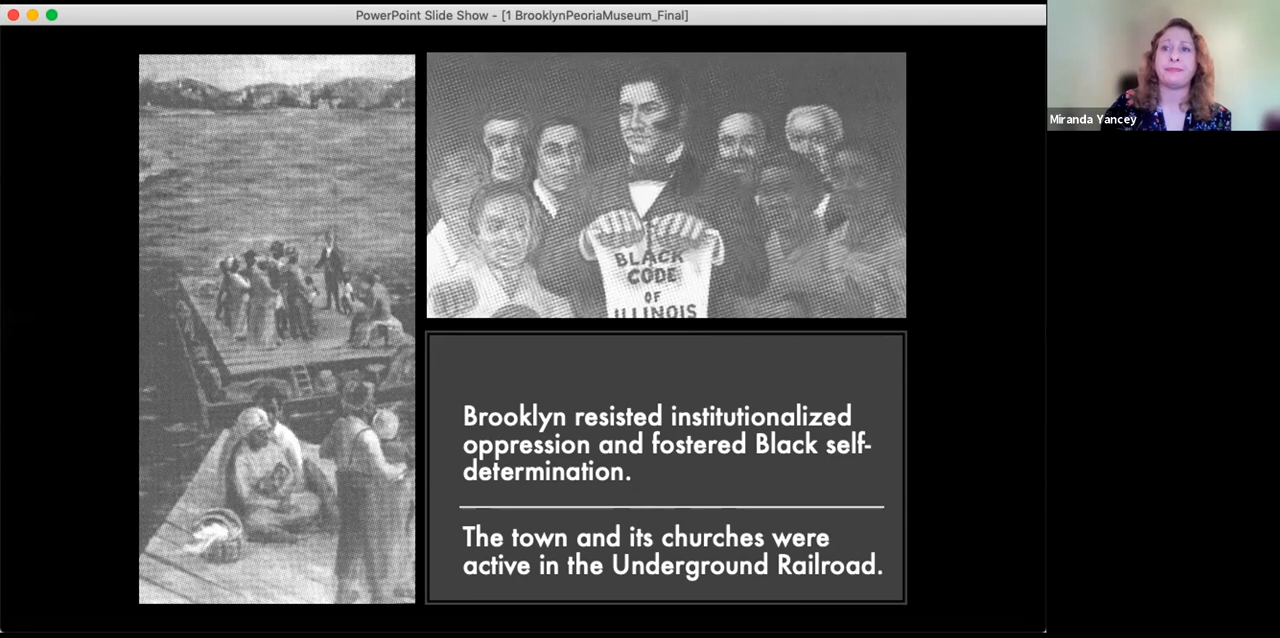 PowerPoint Slide Show - [1 BrooklynPeoriaMuseum_Final]
Miranda Yancey
BLACK
CODE
OF
ILLINOIS
Brooklyn resisted institutionalized
oppression and fostered Black self-
determination.
The town and its churches were
active in the Underground Railroad.